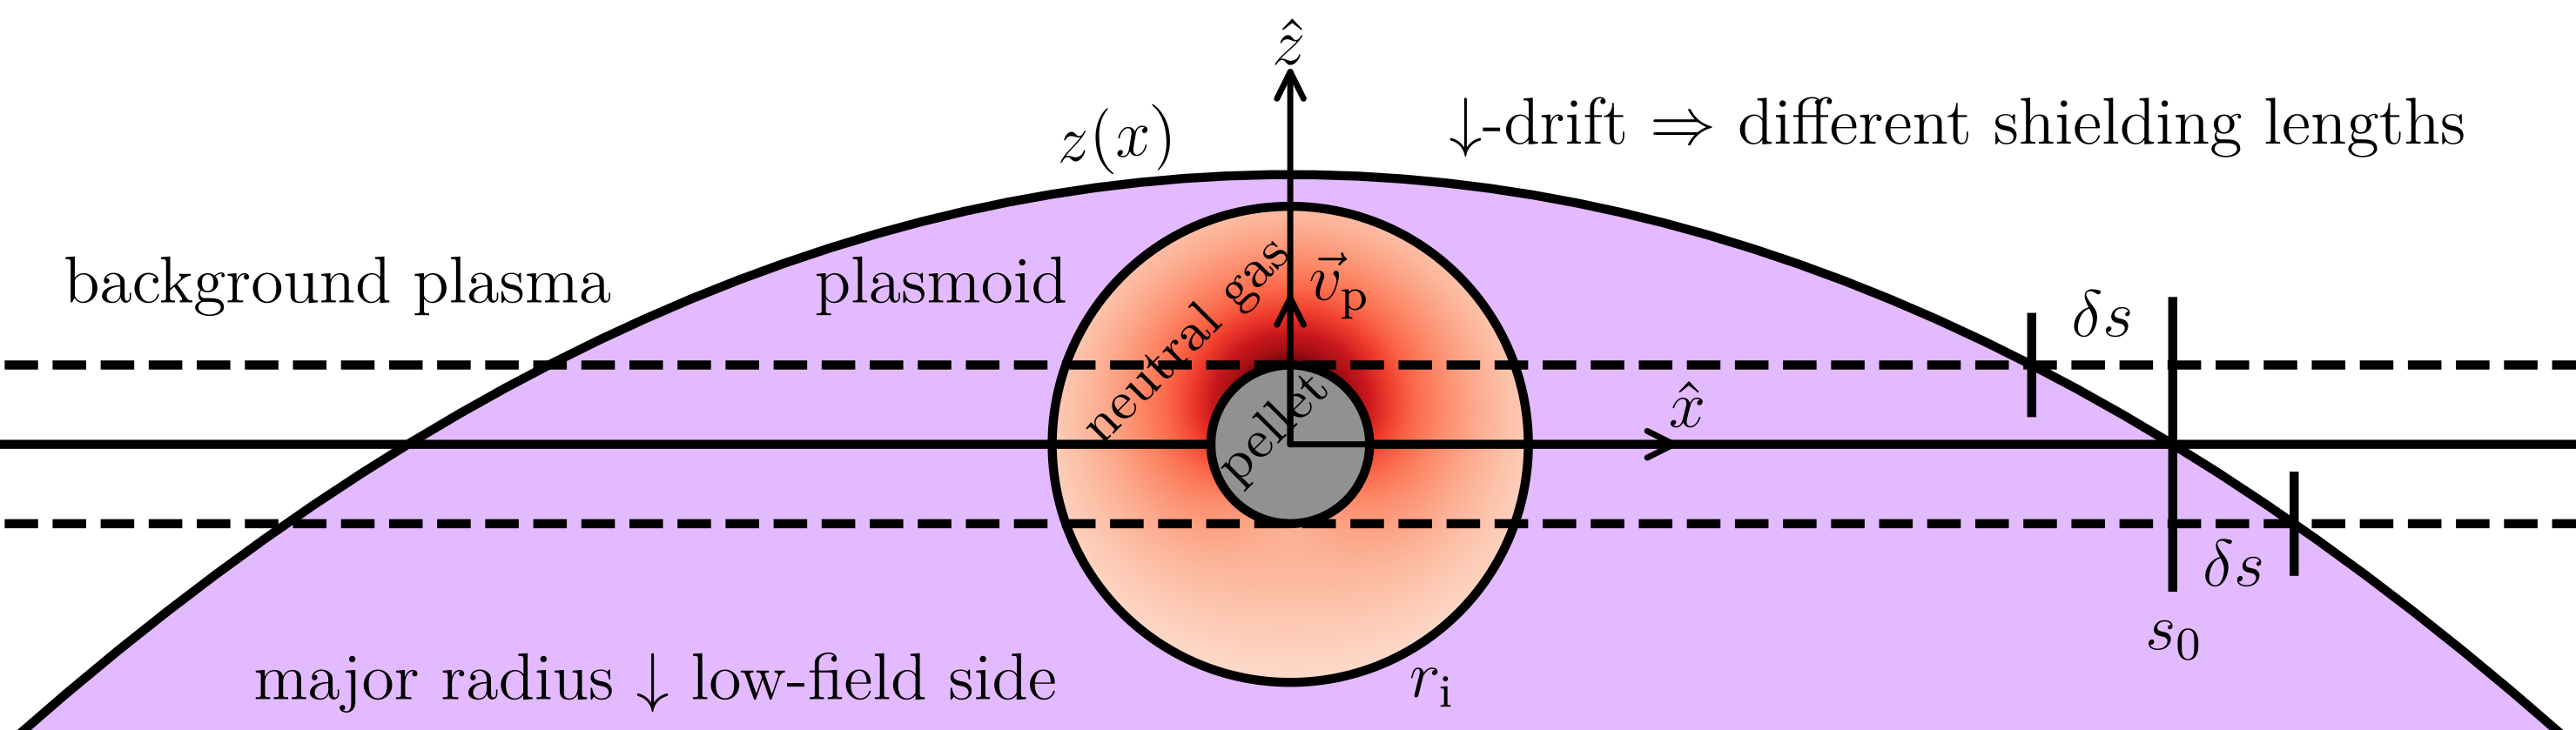 ẑ
z(x)
↓-drift ⇒ different shielding lengths
background plasma
plasmoid
neutral gas
v⃗ₚ
δs
pellet
x̂
δs
s₀
major radius ↓ low-field side
rᵢ